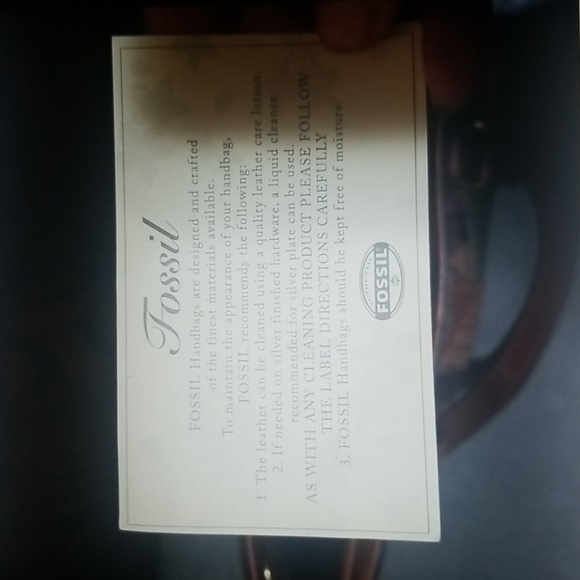 Fossil
FOSSIL Handbags are designed and crafted
of the finest materials available.
To maintain the appearance of your handbag,
FOSSIL recommends the following:
1. The leather can be cleaned using a quality leather care lotion.
2. If needed on silver finished hardware, a liquid cleaner
recommended for silver plate can be used.
AS WITH ANY CLEANING PRODUCT PLEASE FOLLOW
THE LABEL DIRECTIONS CAREFULLY
3. FOSSIL Handbags should be kept free of moisture.
FOSSIL